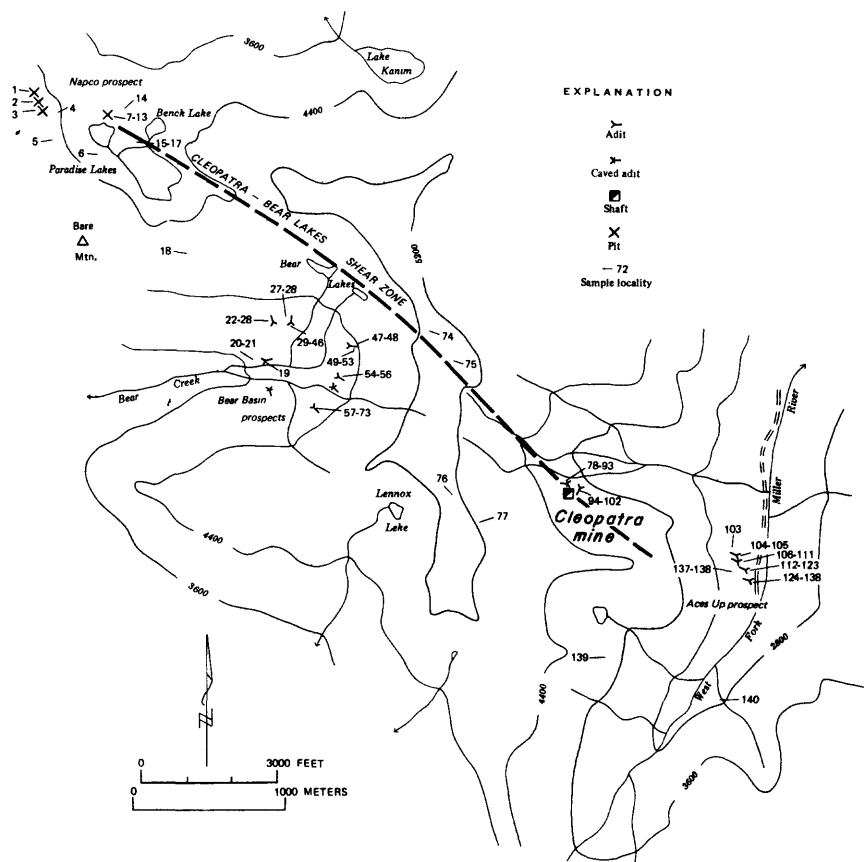 3600
Lake
Kanim
Napco prospect
1
2
3
4
14
7-13
Bench Lake
4400
5
6
15-17
Paradise Lakes
EXPLANATION
Adit
Caved adit
Shaft
Pit
72
Sample locality
CLEOPATRA – BEAR LAKES SHEAR ZONE
Bare
Mtn.
18
Bear
Lakes
5200
27-28
22-28
29-46
47-48
74
20-21
49-53
75
19
54-56
Bear Creek
Bear Basin
prospects
57-73
River
Miller
78-93
76
94-102
Lennox
Lake
77
Cleopatra
mine
103
104-105
106-111
112-123
137-138
124-138
4400
3600
Aces Up prospect
Fork
2800
139
West
140
4400
3600
N
0 3000 FEET
0 1000 METERS